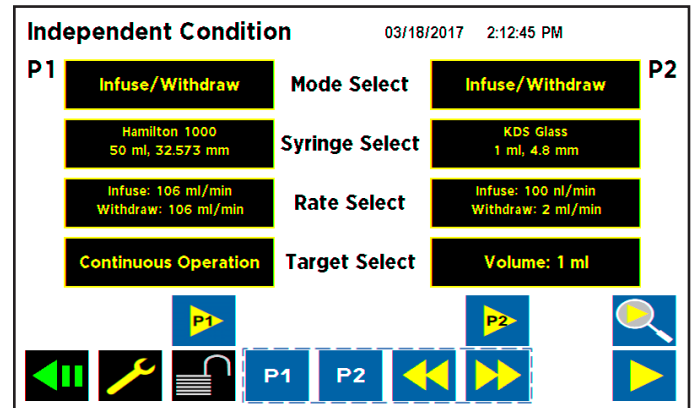 Independent Condition 03/18/2017 2:12:45 PM
P1 P2
Infuse/Withdraw Mode Select Infuse/Withdraw
Hamilton 1000 KDS Glass
50 ml, 32.573 mm Syringe Select 1 ml, 4.8 mm
Infuse: 106 ml/min Infuse: 100 nl/min
Withdraw: 106 ml/min Rate Select Withdraw: 2 ml/min
Continuous Operation Target Select Volume: 1 ml
P1 P2
P1 P2